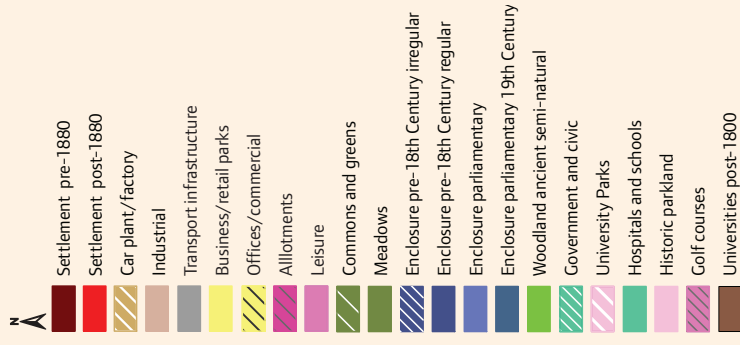 N
Settlement pre-1880
Settlement post-1880
Car plant/factory
Industrial
Transport infrastructure
Business/retail parks
Offices/commercial
Alllotments
Leisure
Commons and greens
Meadows
Enclosure pre-18th Century irregular
Enclosure pre-18th Century regular
Enclosure parliamentary
Enclosure parliamentary 19th Century
Woodland ancient semi-natural
Government and civic
University Parks
Hospitals and schools
Historic parkland
Golf courses
Universities post-1800